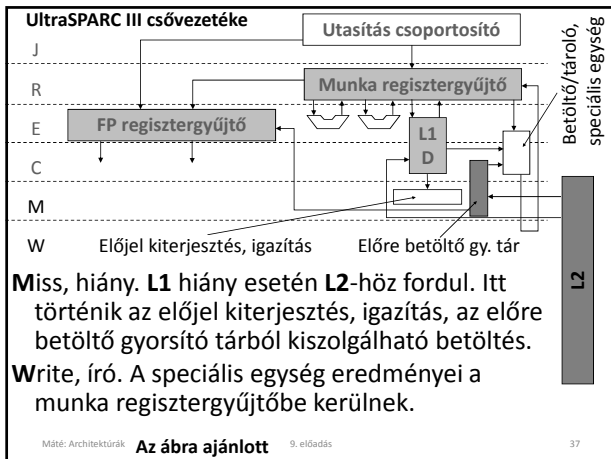 UltraSPARC III csővezetéke
Utasítás csoportosító
J
R
Munka regisztergyűjtő
Betöltő/tároló,
speciális egység
E
FP regisztergyűjtő
L1
D
C
M
W
Előjel kiterjesztés, igazítás
Előre betöltő gy. tár
L2
Miss, hiány. L1 hiány esetén L2-höz fordul. Itt
történik az előjel kiterjesztés, igazítás, az előre
betöltő gyorsító tárból kiszolgálható betöltés.
Write, író. A speciális egység eredményei a
munka regisztergyűjtőbe kerülnek.
Máté: Architektúrák
Az ábra ajánlott
9. előadás
37